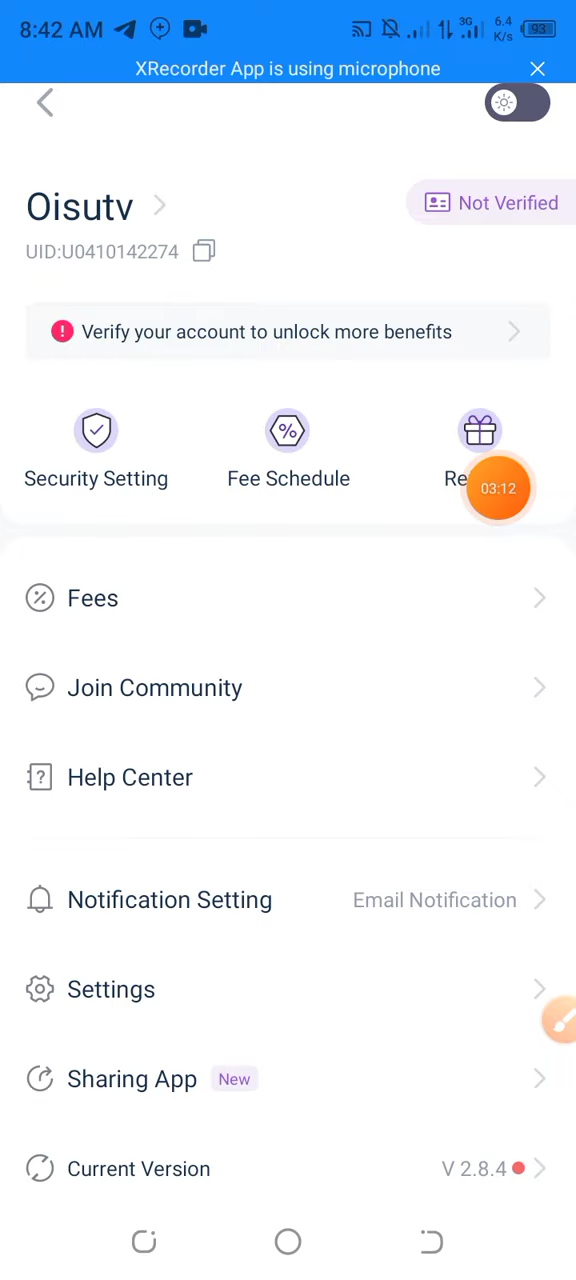 8:42 AM 3G 6.4 K/s 93
XRecorder App is using microphone
Oisutv
Not Verified
UID:U0410142274
Verify your account to unlock more benefits
Security Setting
Fee Schedule
03:12
Fees
Join Community
Help Center
Notification Setting Email Notification
Settings
Sharing App New
Current Version V 2.8.4